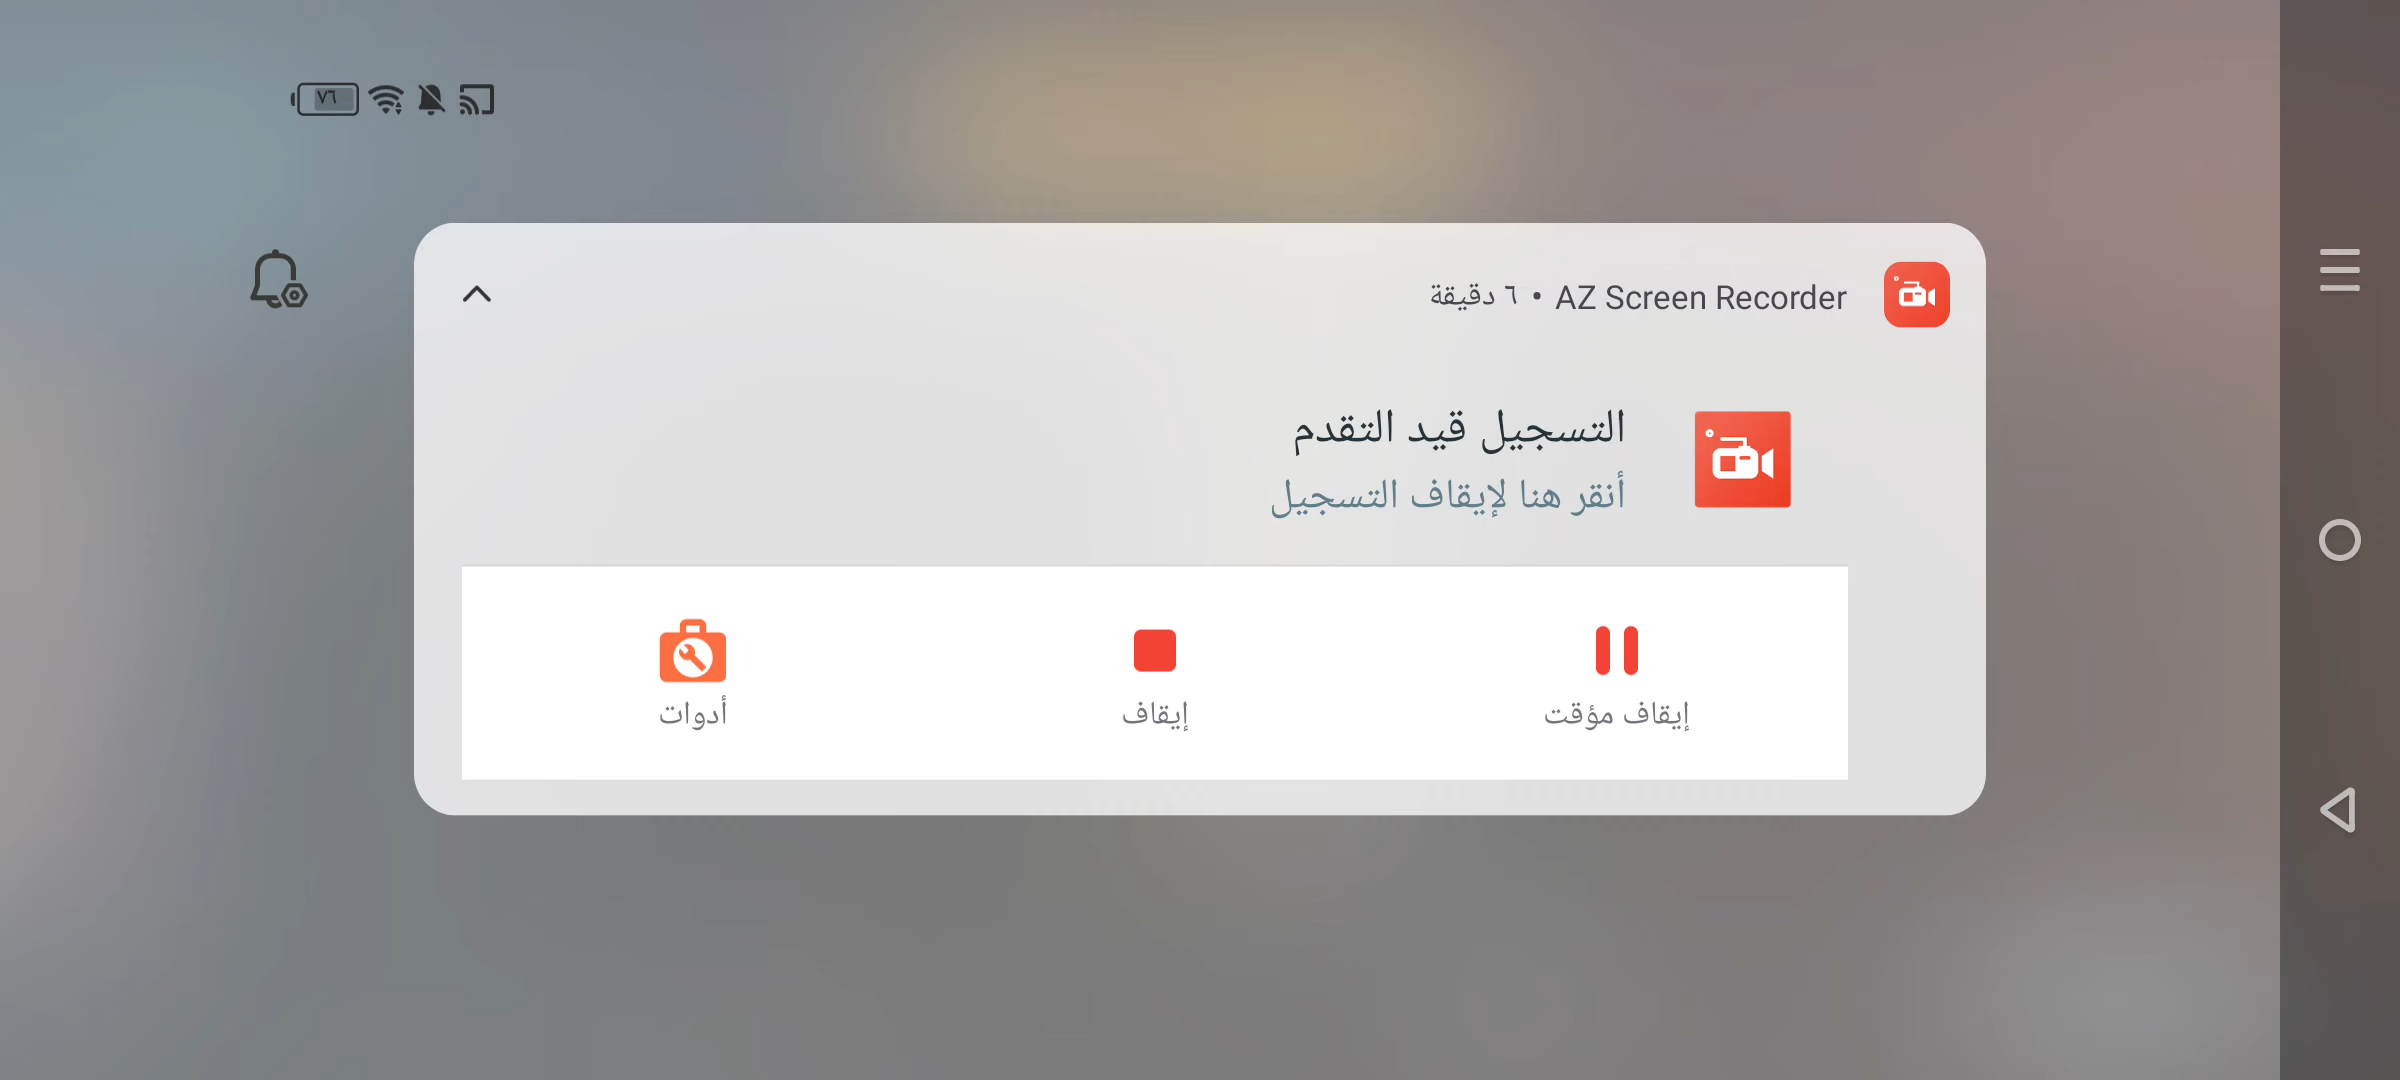 ٧٦
AZ Screen Recorder • ٦ دقيقة
التسجيل قيد التقدم
أنقر هنا لإيقاف التسجيل
إيقاف مؤقت
إيقاف
أدوات